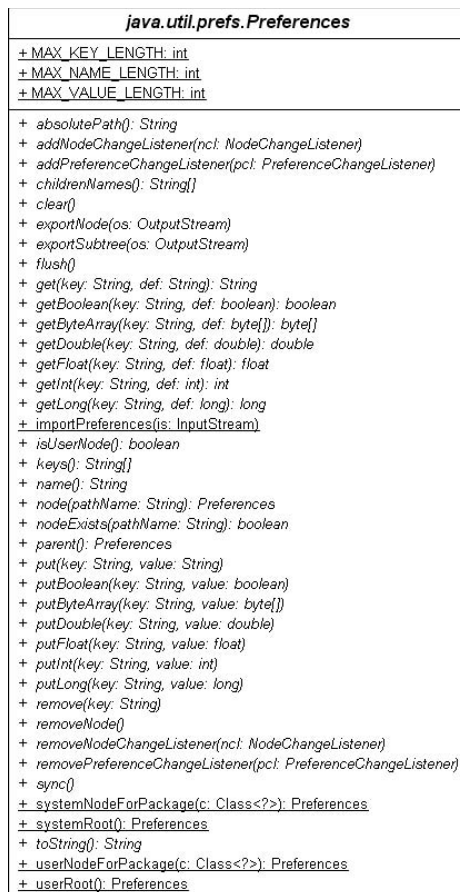 java.util.prefs.Preferences
+ MAX_KEY_LENGTH: int
+ MAX_NAME_LENGTH: int
+ MAX_VALUE_LENGTH: int
+ absolutePath(): String
+ addNodeChangeListener(ncl: NodeChangeListener)
+ addPreferenceChangeListener(pcl: PreferenceChangeListener)
+ childrenNames(): String[]
+ clear()
+ exportNode(os: OutputStream)
+ exportSubtree(os: OutputStream)
+ flush()
+ get(key: String, def: String): String
+ getBoolean(key: String, def: boolean): boolean
+ getByteArray(key: String, def: byte[]): byte[]
+ getDouble(key: String, def: double): double
+ getFloat(key: String, def: float): float
+ getInt(key: String, def: int): int
+ getLong(key: String, def: long): long
+ importPreferences(is: InputStream)
+ isUserNode(): boolean
+ keys(): String[]
+ name(): String
+ node(pathName: String): Preferences
+ nodeExists(pathName: String): boolean
+ parent(): Preferences
+ put(key: String, value: String)
+ putBoolean(key: String, value: boolean)
+ putByteArray(key: String, value: byte[])
+ putDouble(key: String, value: double)
+ putFloat(key: String, value: float)
+ putInt(key: String, value: int)
+ putLong(key: String, value: long)
+ remove(key: String)
+ removeNode()
+ removeNodeChangeListener(ncl: NodeChangeListener)
+ removePreferenceChangeListener(pcl: PreferenceChangeListener)
+ sync()
+ systemNodeForPackage(c: Class<?>): Preferences
+ systemRoot(): Preferences
+ toString(): String
+ userNodeForPackage(c: Class<?>): Preferences
+ userRoot(): Preferences